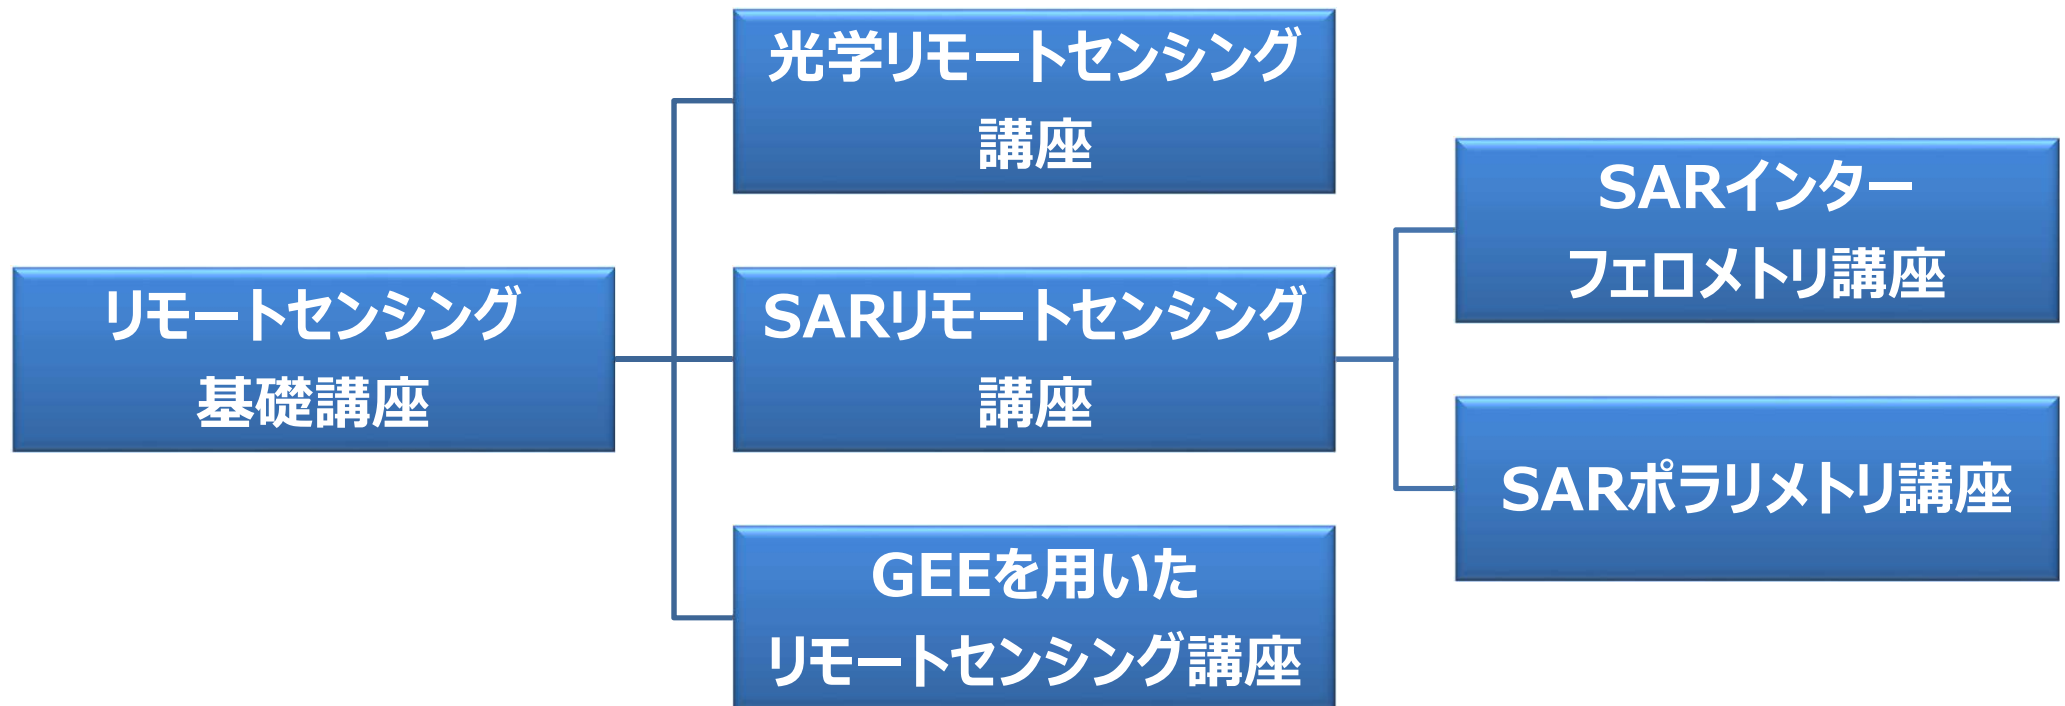 リモートセンシング
基礎講座
光学リモートセンシング
講座
SARリモートセンシング
講座
GEEを用いた
リモートセンシング講座
SARインター
フェロメトリ講座
SARポラリメトリ講座